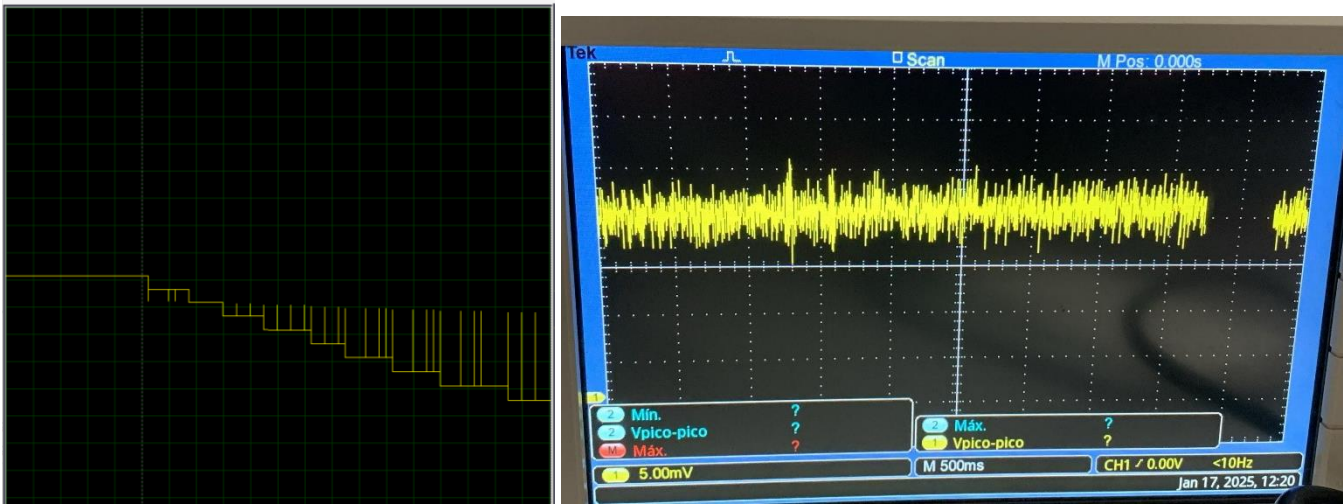 Tek
Scan
M Pos: 0.000s
1
2 Mín. ?
2 Vpico-pico ?
M Máx. ?
2 Máx. ?
1 Vpico-pico ?
1 5.00mV
M 500ms
CH1 / 0.00V <10Hz
Jan 17, 2025, 12:20